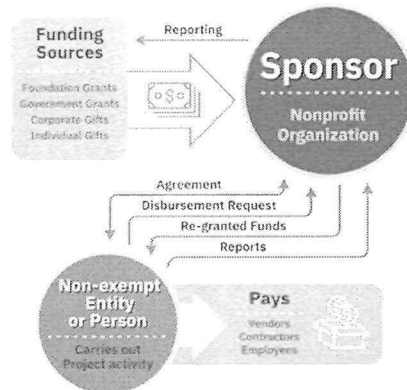 Reporting
Funding
Sources
Foundation Grants
Government Grants
Corporate Gifts
Individual Gifts
$
Sponsor
Nonprofit
Organization
Agreement
Disbursement Request
Re-granted Funds
Reports
Non-exempt
Entity
or Person
Carries out
Project activity
Pays
Vendors
Contractors
Employees